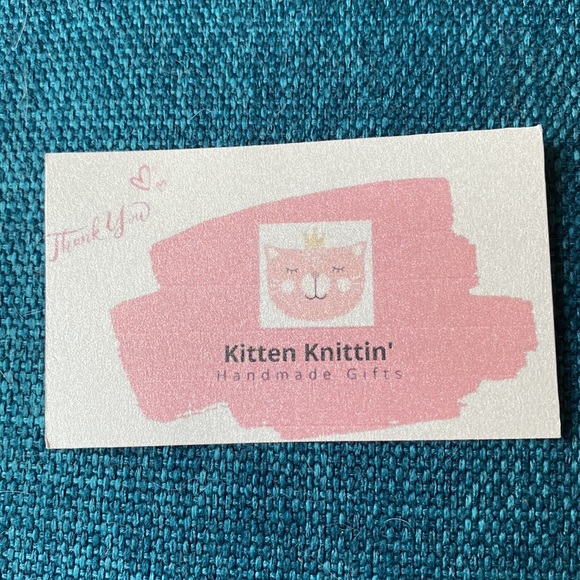 Thank You
Kitten Knittin'
Handmade Gifts